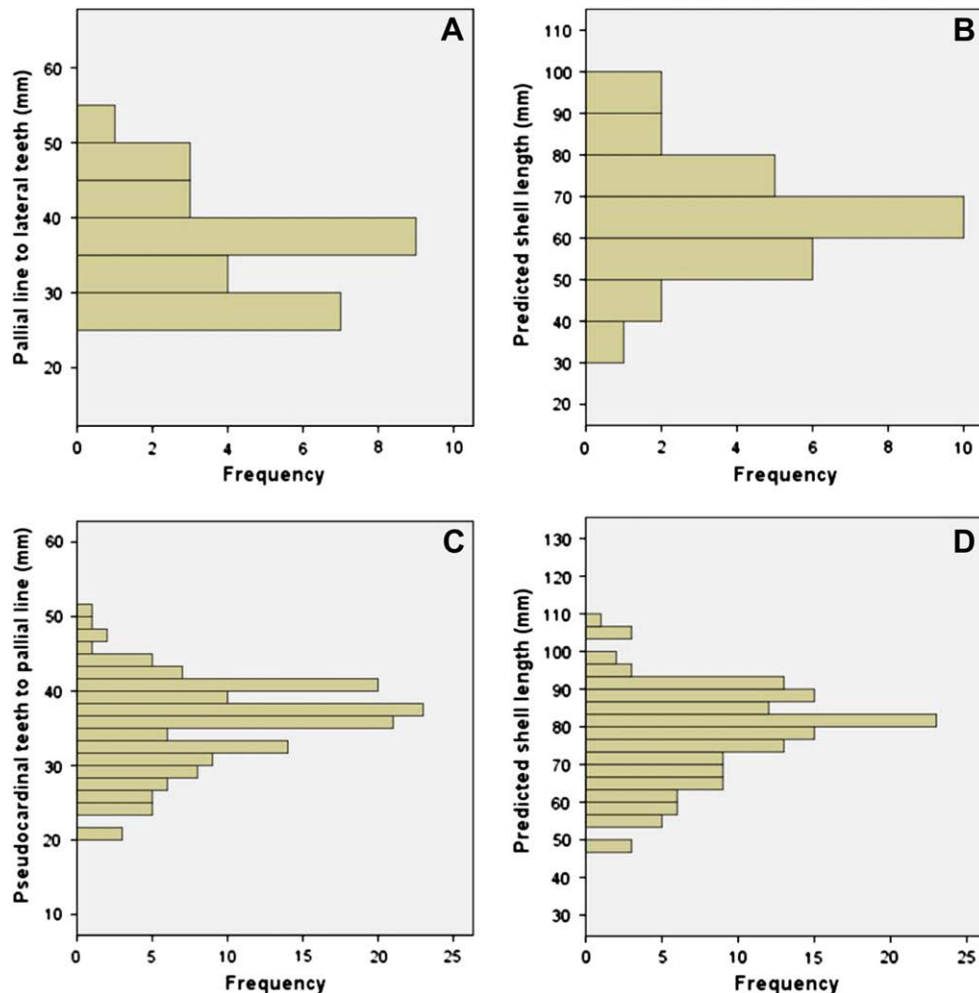 A
Pallial line to lateral teeth (mm)
60
50
40
30
20
0 2 4 6 8 10
Frequency
B
Predicted shell length (mm)
110
100
90
80
70
60
50
40
30
20
0 2 4 6 8 10
Frequency
C
Pseudocardinal teeth to pallial line (mm)
60
50
40
30
20
10
0 5 10 15 20 25
Frequency
D
Predicted shell length (mm)
130
120
110
100
90
80
70
60
50
40
30
0 5 10 15 20 25
Frequency